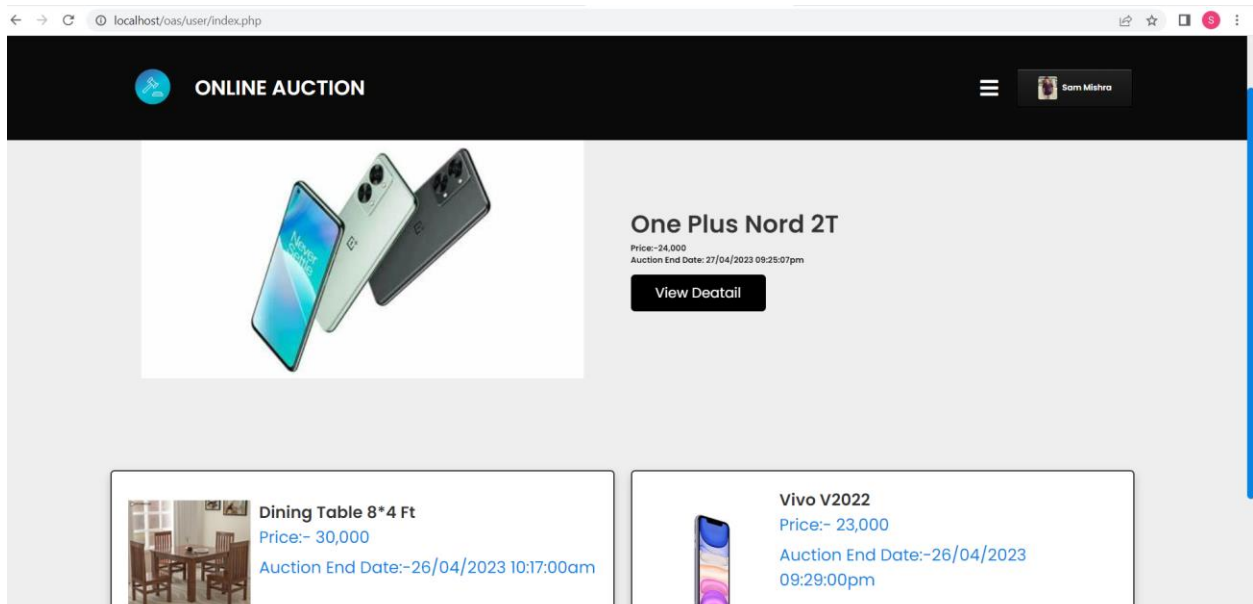 localhost/oas/user/index.php
S
ONLINE AUCTION
Sam Mishra
Never
Settle
One Plus Nord 2T
Price:-24,000
Auction End Date: 27/04/2023 09:25:07pm
View Deatail
Dining Table 8*4 Ft
Price:- 30,000
Auction End Date:-26/04/2023 10:17:00am
Vivo V2022
Price:- 23,000
Auction End Date:-26/04/2023
09:29:00pm